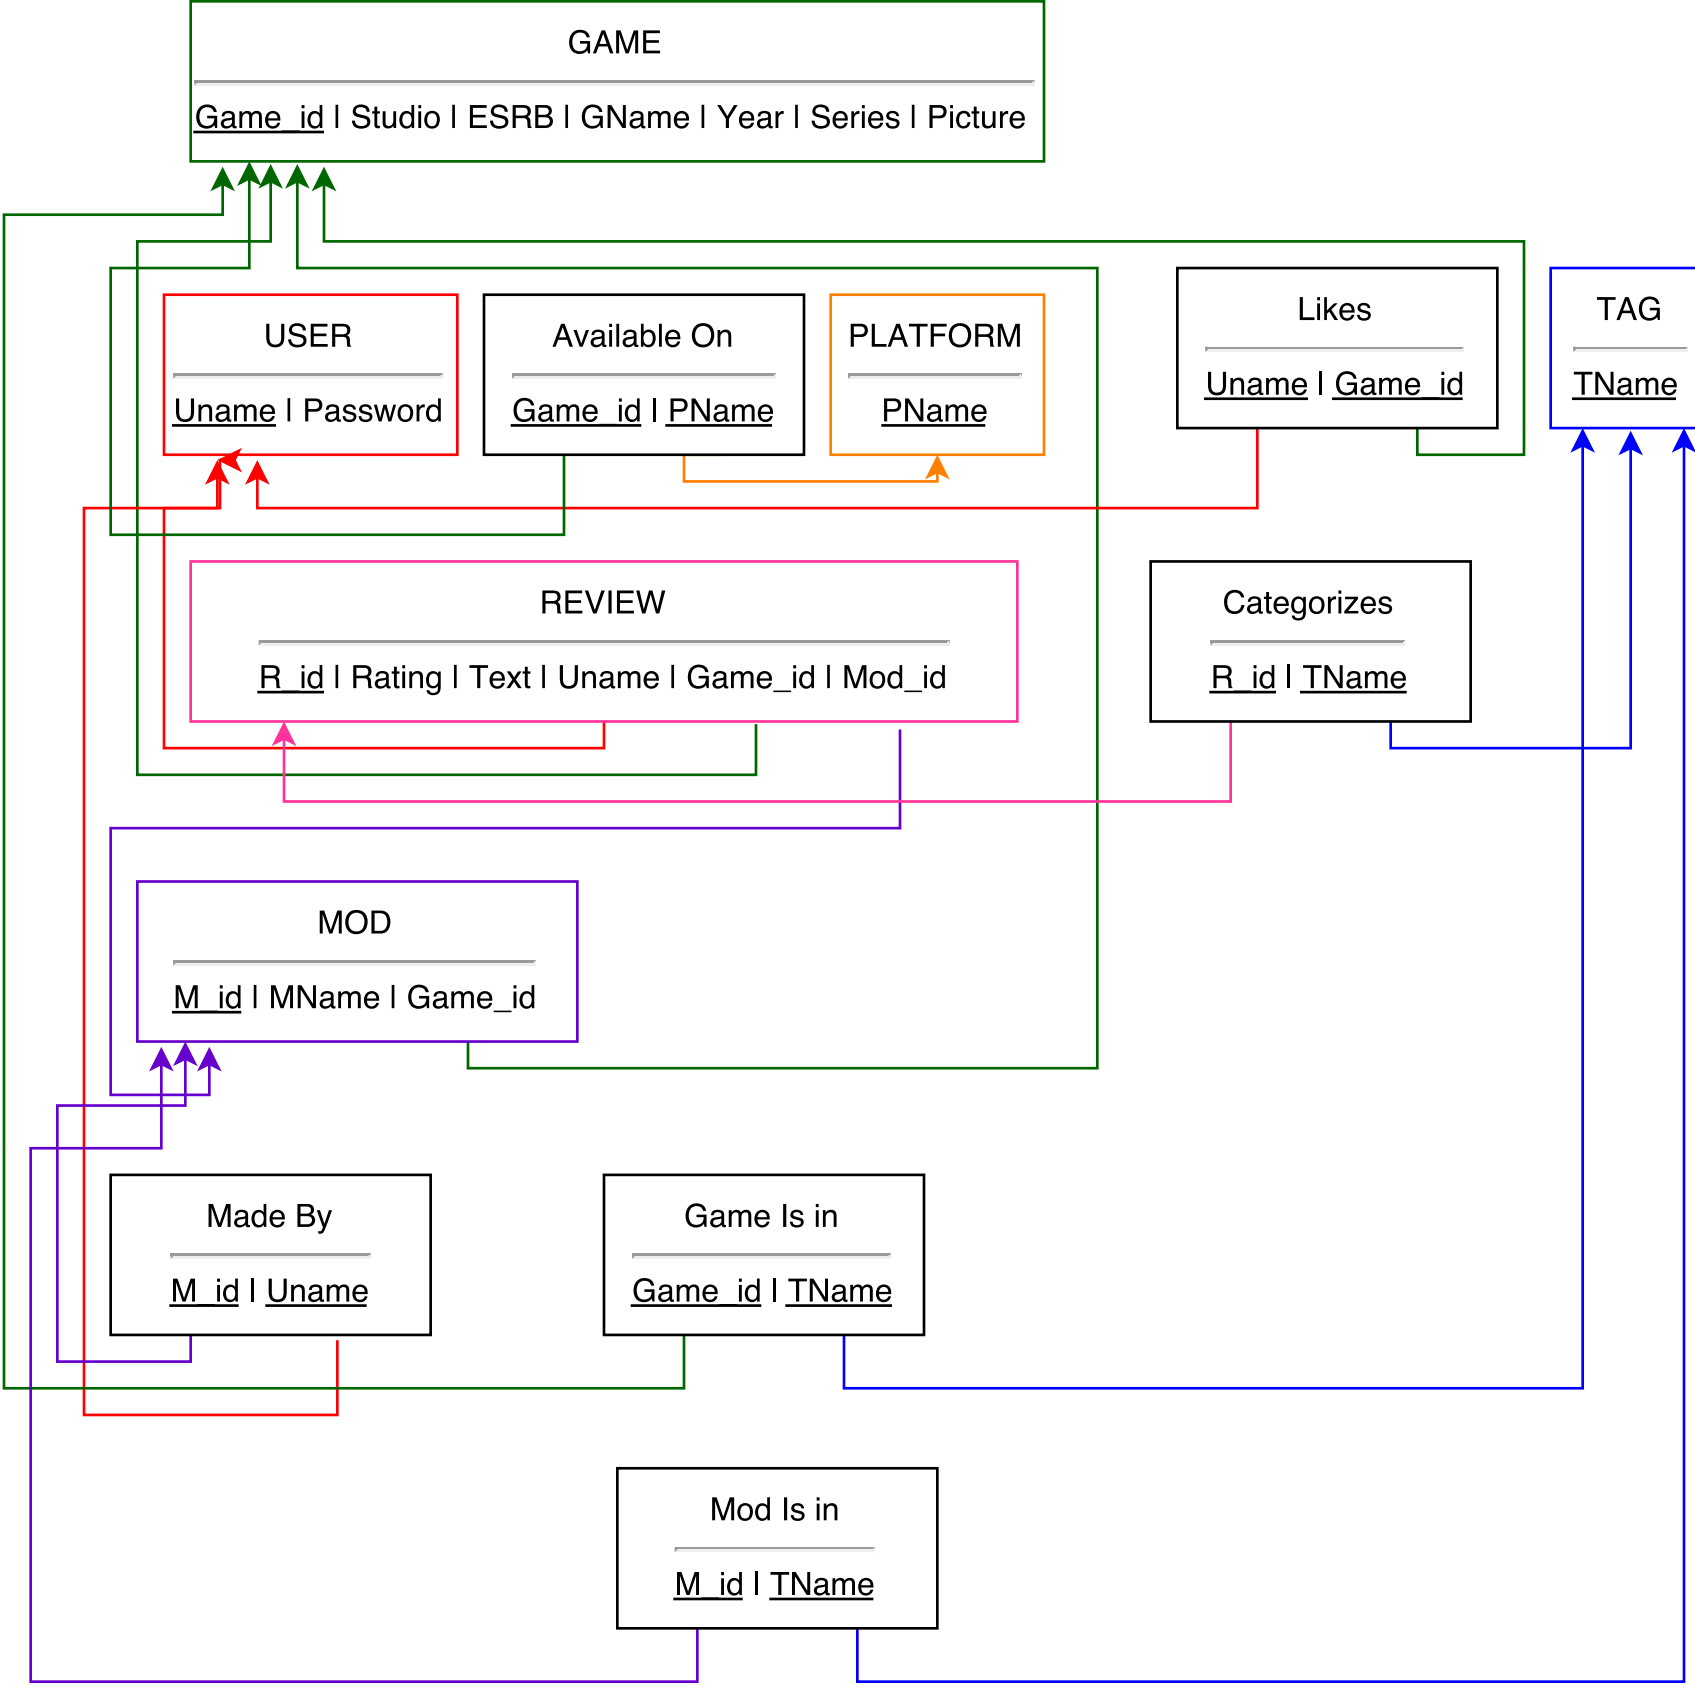 GAME
Game_id | Studio | ESRB | GName | Year | Series | Picture
USER
Uname | Password
Available On
Game_id | PName
PLATFORM
PName
Likes
Uname | Game_id
TAG
TName
REVIEW
R_id | Rating | Text | Uname | Game_id | Mod_id
Categorizes
R_id | TName
MOD
M_id | MName | Game_id
Made By
M_id | Uname
Game Is in
Game_id | TName
Mod Is in
M_id | TName